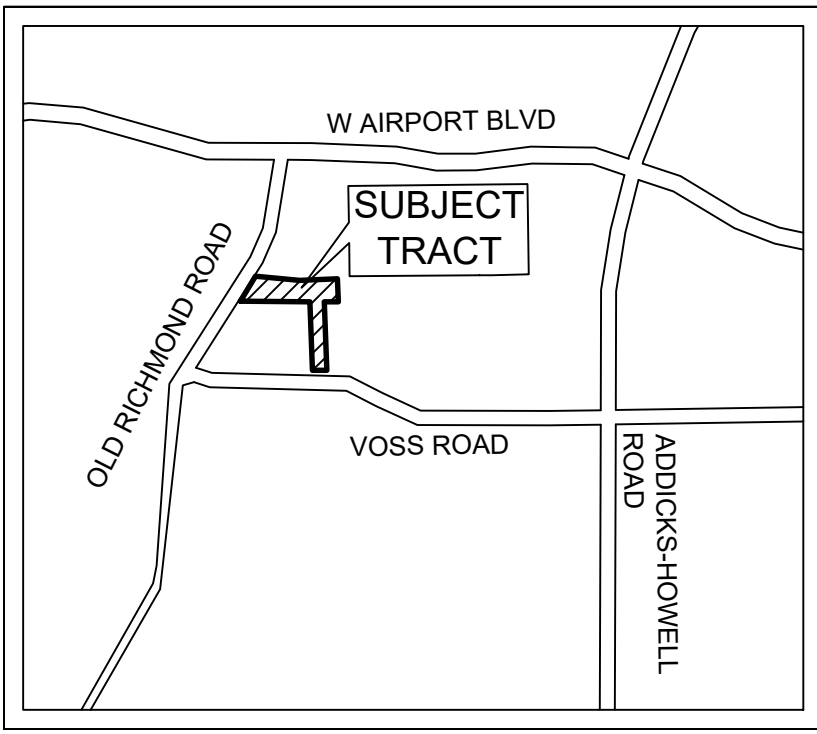 W AIRPORT BLVD
SUBJECT
TRACT
OLD RICHMOND ROAD
VOSS ROAD
ADDICKS-HOWELL
ROAD